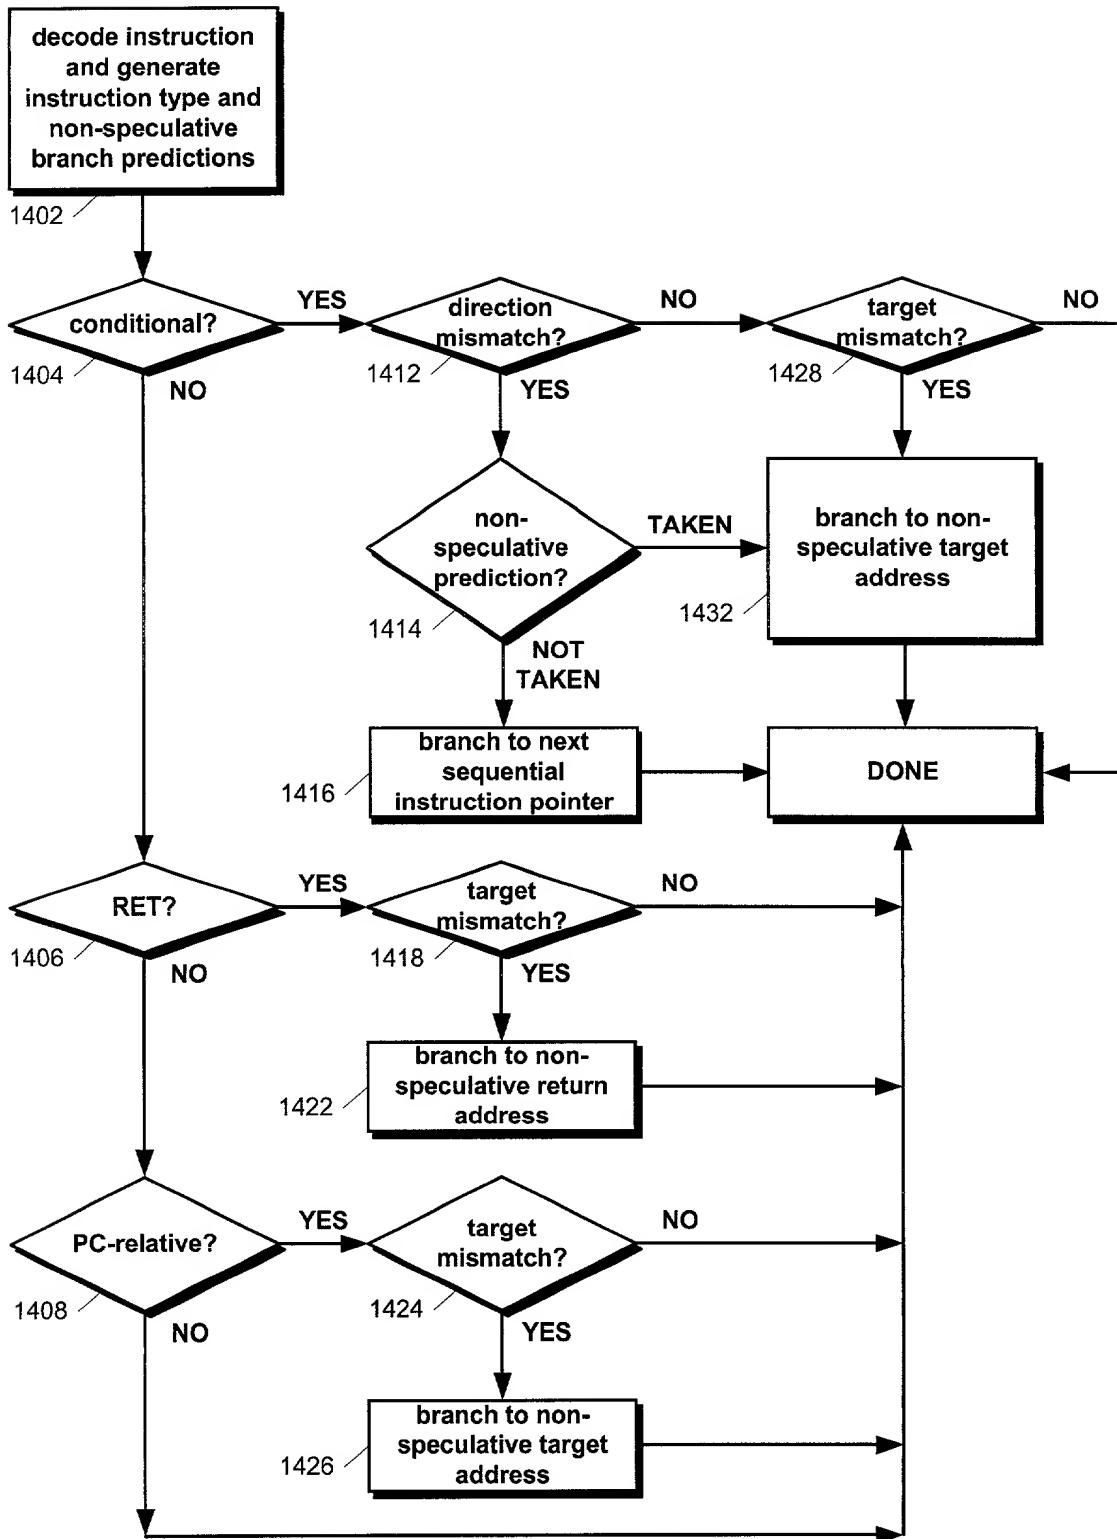 decode instruction
and generate
instruction type and
non-speculative
branch predictions
1402
conditional?
1404
YES
NO
direction
mismatch?
1412
NO
YES
target
mismatch?
1428
NO
YES
non-
speculative
prediction?
1414
TAKEN
NOT
TAKEN
branch to non-
speculative target
address
1432
branch to next
sequential
instruction pointer
1416
DONE
RET?
1406
YES
NO
target
mismatch?
1418
NO
YES
branch to non-
speculative return
address
1422
PC-relative?
1408
YES
NO
target
mismatch?
1424
NO
YES
branch to non-
speculative target
address
1426